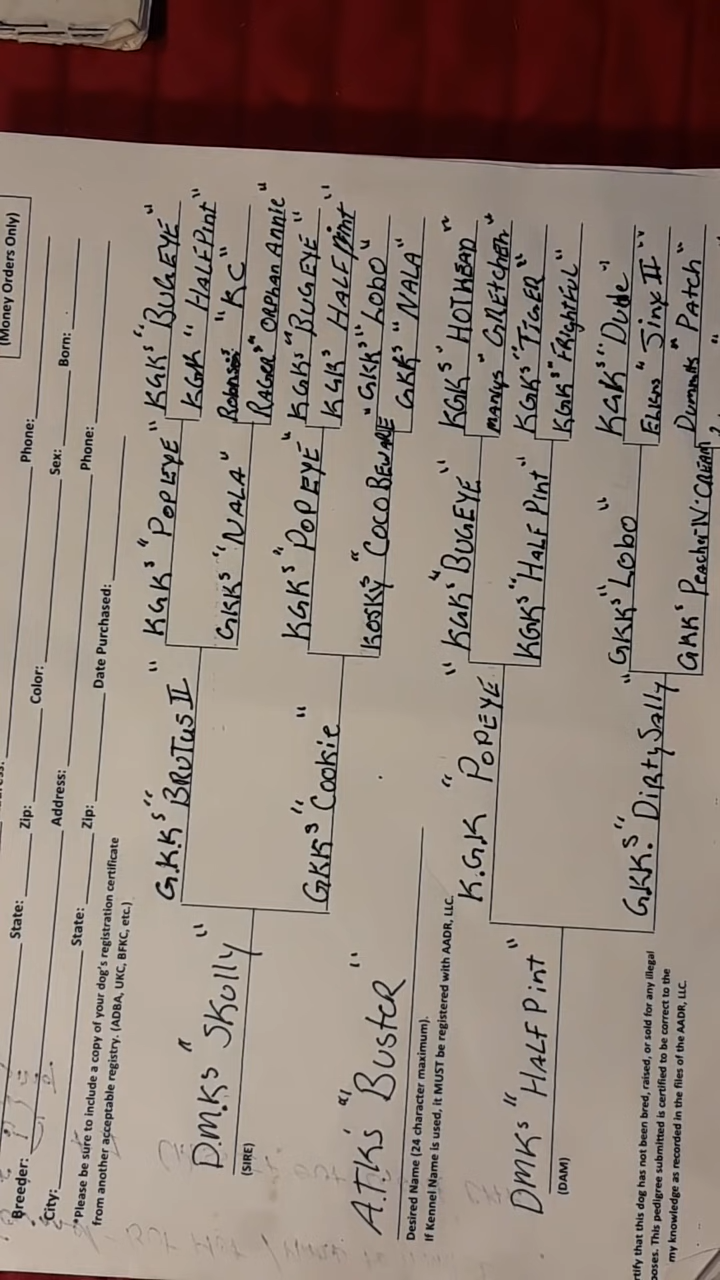 (Money Orders Only)
Phone:
Sex: Born:
Phone:
State: Zip: Color:
Breeder: Address:
City: State: Zip: Date Purchased:
*Please be sure to include a copy of your dog's registration certificate
from another acceptable registry. (ADBA, UKC, BFKC, etc.)
KGK's "BUGEYE"
KGK's "POPEYE"
KGK "HALF Pint"
G.K.K's "BRUTUS II"
"KC"
GKK's "NALA"
RAGER'S "ORPHAN Annie"
D.M.K's "Skully"
(SIRE)
KGK's "BUGEYE"
KGK's "POPEYE"
KGK's HALF Pint"
GKK's "Cookie"
"GKK's "LOBO"
KOSKY's "COCO BEWARE
GKK's "NALA"
A.T.K's "BUSTER"
Desired Name (24 character maximum).
If Kennel Name is used, it MUST be registered with AADR, LLC.
KGK's "HOTHEAD"
KGK's "BUGEYE"
MANLYS "GRETCHEN"
K.G.K "POPEYE"
KGK's "TIGER"
KGK's "HALF Pint"
KGK's "FRIGHTFUL"
DMK's "HALF Pint"
(DAM)
KGK's "Dude"
"GKK's "LOBO"
"Jinx II"
GKK's "DIRTY SALLY
"PATCH"
GKK's
tify that this dog has not been bred, raised, or sold for any illegal
poses. This pedigree submitted is certified to be correct to the
my knowledge as recorded in the files of the AADR, LLC.